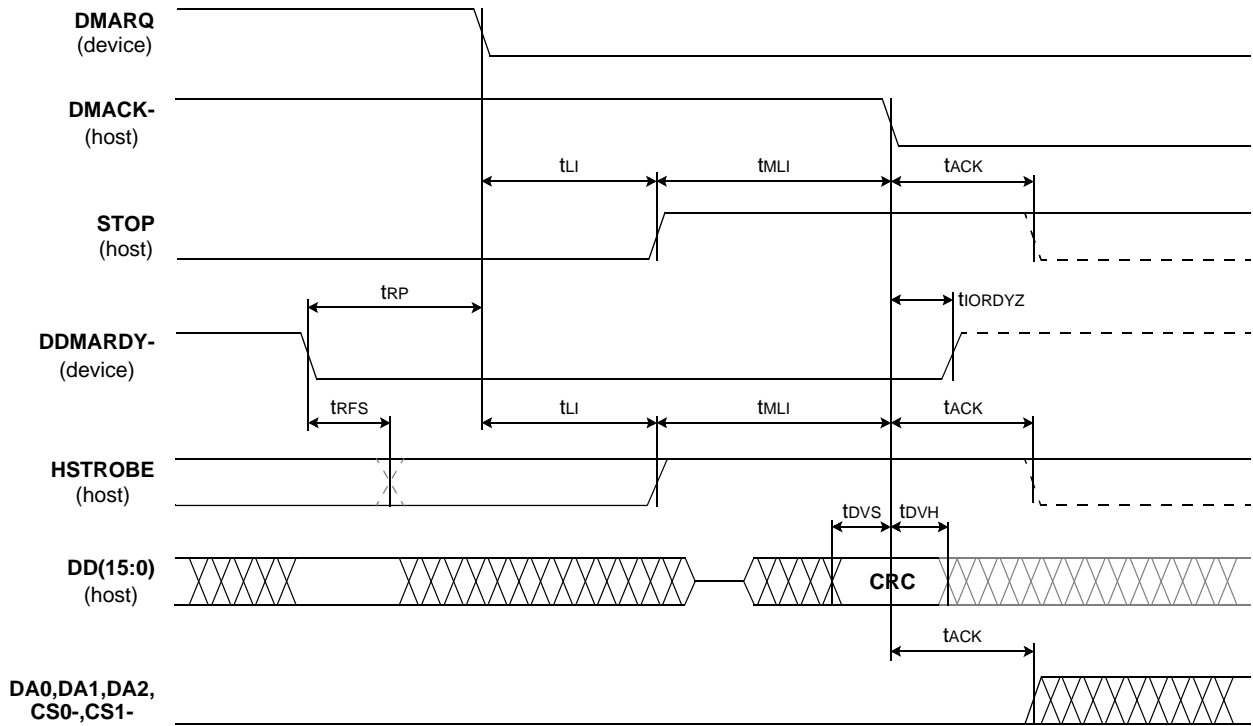 DMARQ
(device)
DMACK-
(host)
tLI
tMLI
tACK
STOP
(host)
tRP
tIORDYZ
DDMARDY-
(device)
tRFS
tLI
tMLI
tACK
HSTROBE
(host)
tDVS
tDVH
DD(15:0)
(host)
CRC
tACK
DA0,DA1,DA2,
CS0-,CS1-